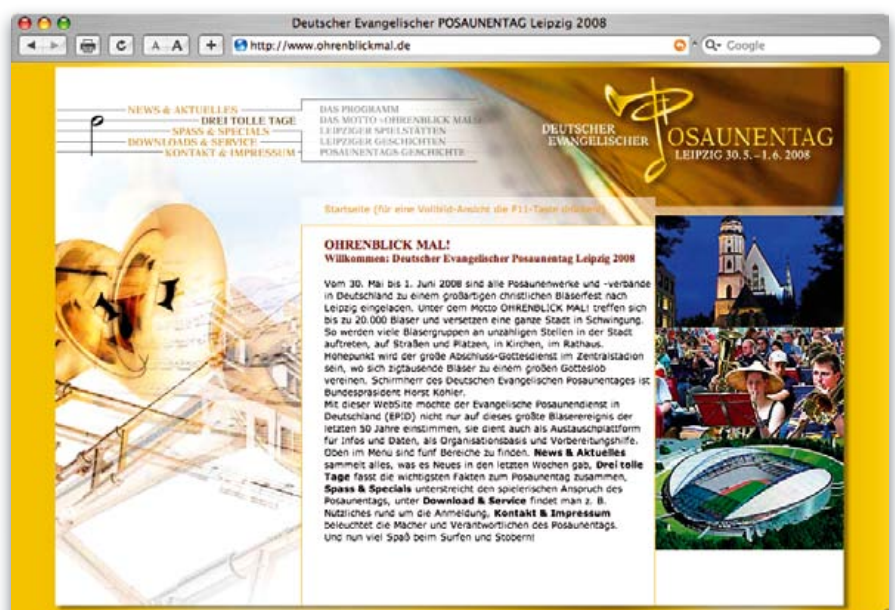 Deutscher Evangelischer POSAUNENTAG Leipzig 2008
A A
+
http://www.ohrenblickmal.de
Google
NEWS & AKTUELLES
DREI TOLLE TAGE
SPASS & SPECIALS
DOWNLOADS & SERVICE
KONTAKT & IMPRESSUM
DAS PROGRAMM
DAS MOTTO »OHRENBLICK MAL!
LEIPZIGER SPIELSTÄTTEN
LEIPZIGER GESCHICHTEN
POSAUNENTAGS-GESCHICHTE
DEUTSCHER
EVANGELISCHER
POSAUNENTAG
LEIPZIG 30.5.–1.6.2008
Startseite (für eine Vollbild-Ansicht die F11-Taste drücken)
OHRENBLICK MAL!
Willkommen: Deutscher Evangelischer Posaunentag Leipzig 2008
Vom 30. Mai bis 1. Juni 2008 sind alle Posaunenwerke und -verbände
in Deutschland zu einem großartigen christlichen Bläserfest nach
Leipzig eingeladen. Unter dem Motto OHRENBLICK MAL! treffen sich
bis zu 20.000 Bläser und versetzen eine ganze Stadt in Schwingung.
So werden viele Bläsergruppen an unzähligen Stellen in der Stadt
auftreten, auf Straßen und Plätzen, in Kirchen, im Rathaus.
Höhepunkt wird der große Abschluss-Gottesdienst im Zentralstadion
sein, wo sich zigtausende Bläser zu einem großen Gotteslob
vereinen. Schirmherr des Deutschen Evangelischen Posaunentages ist
Bundespräsident Horst Köhler.
Mit dieser WebSite möchte der Evangelische Posaunendienst in
Deutschland (EPID) nicht nur auf dieses größte Bläserereignis der
letzten 50 Jahre einstimmen, sie dient auch als Austauschplattform
für Infos und Daten, als Organisationsbasis und Vorbereitungshilfe.
Oben im Menü sind fünf Bereiche zu finden. News & Aktuelles
sammelt alles, was es Neues in den letzten Wochen gab, Drei tolle
Tage fasst die wichtigsten Fakten zum Posaunentag zusammen,
Spass & Specials unterstreicht den spielerischen Anspruch des
Posaunentags, unter Download & Service findet man z. B.
Nützliches rund um die Anmeldung, Kontakt & Impressum
beleuchtet die Macher und Verantwortlichen des Posaunentags.
Und nun viel Spaß beim Surfen und Stöbern!